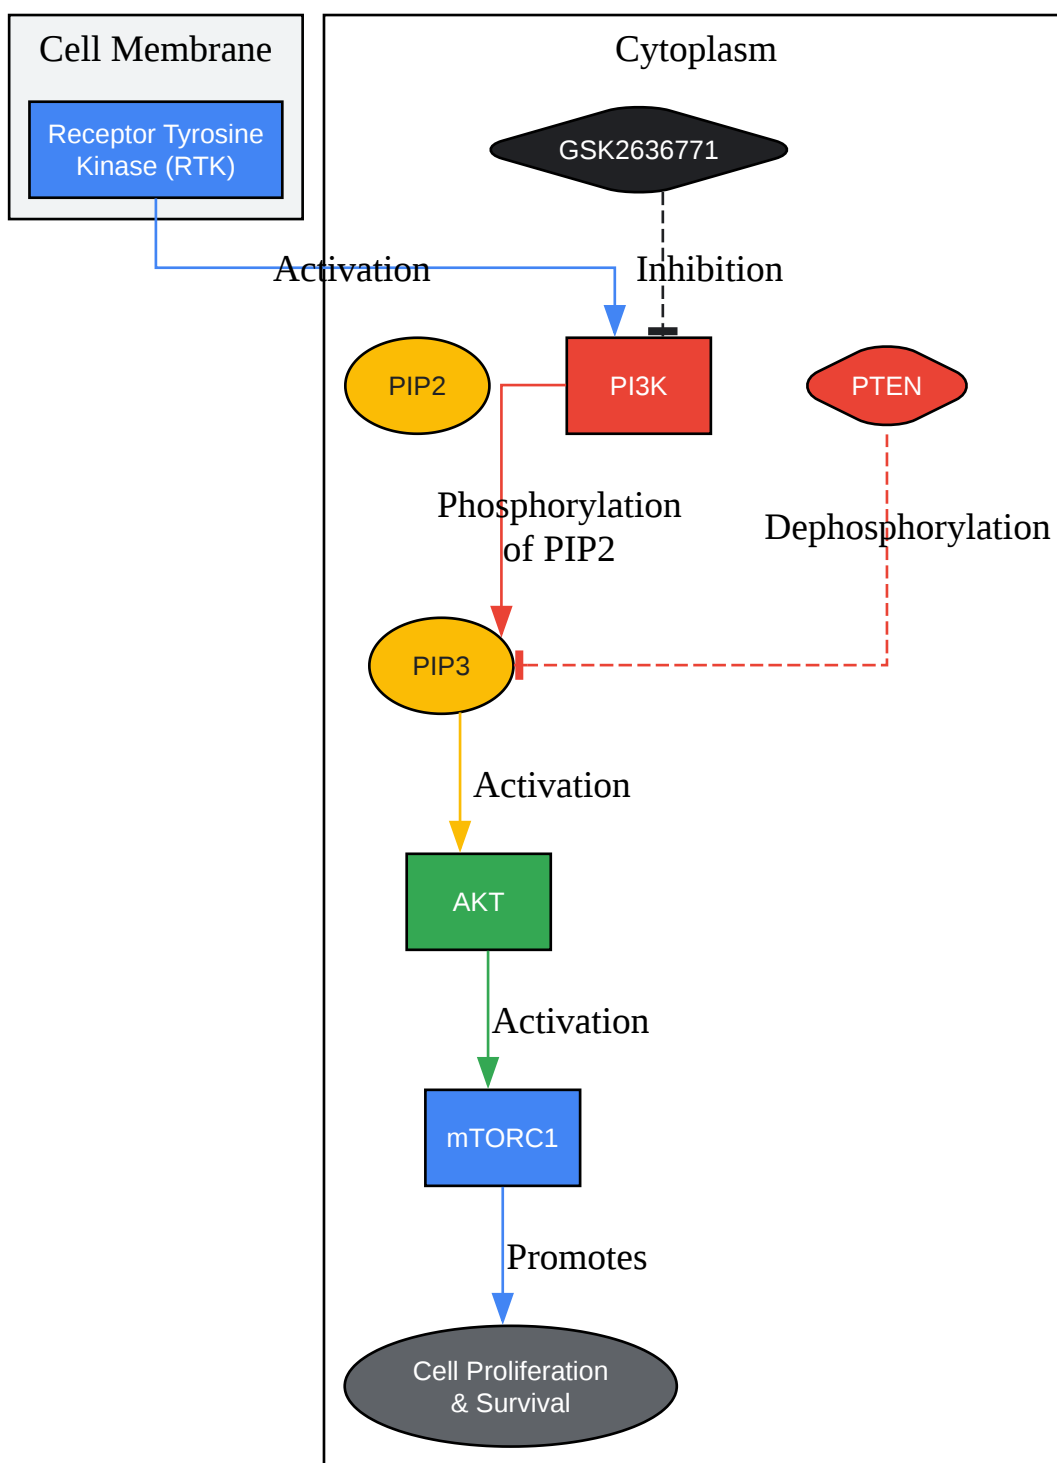 Cell Membrane
Cytoplasm
Receptor Tyrosine
Kinase (RTK)
GSK2636771
Activation
Inhibition
PIP2
PI3K
PTEN
Phosphorylation
of PIP2
Dephosphorylation
PIP3
Activation
AKT
Activation
mTORC1
Promotes
Cell Proliferation
& Survival